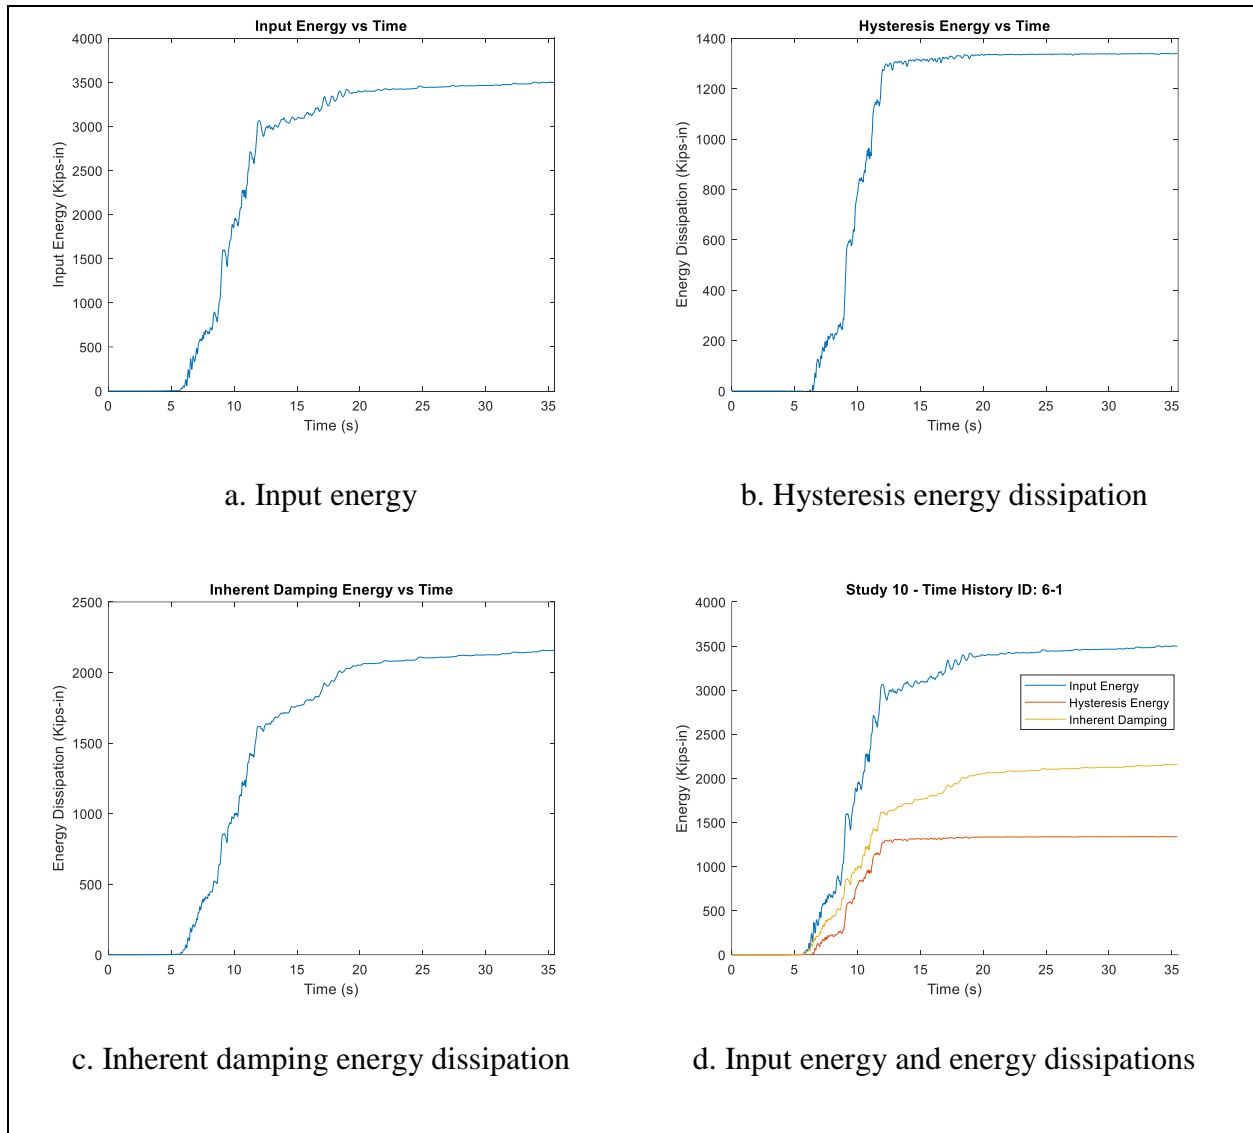 Input Energy vs Time
4000
3500
3000
2500
2000
1500
1000
500
0
0 5 10 15 20 25 30 35
Input Energy (Kips-in)
Time (s)
a. Input energy
Hysteresis Energy vs Time
1400
1200
1000
800
600
400
200
0
0 5 10 15 20 25 30 35
Energy Dissipation (Kips-in)
Time (s)
b. Hysteresis energy dissipation
Inherent Damping Energy vs Time
2500
2000
1500
1000
500
0
0 5 10 15 20 25 30 35
Energy Dissipation (Kips-in)
Time (s)
c. Inherent damping energy dissipation
Study 10 - Time History ID: 6-1
4000
3500
3000
2500
2000
1500
1000
500
0
0 5 10 15 20 25 30 35
Energy (Kips-in)
Time (s)
Input Energy
Hysteresis Energy
Inherent Damping
d. Input energy and energy dissipations